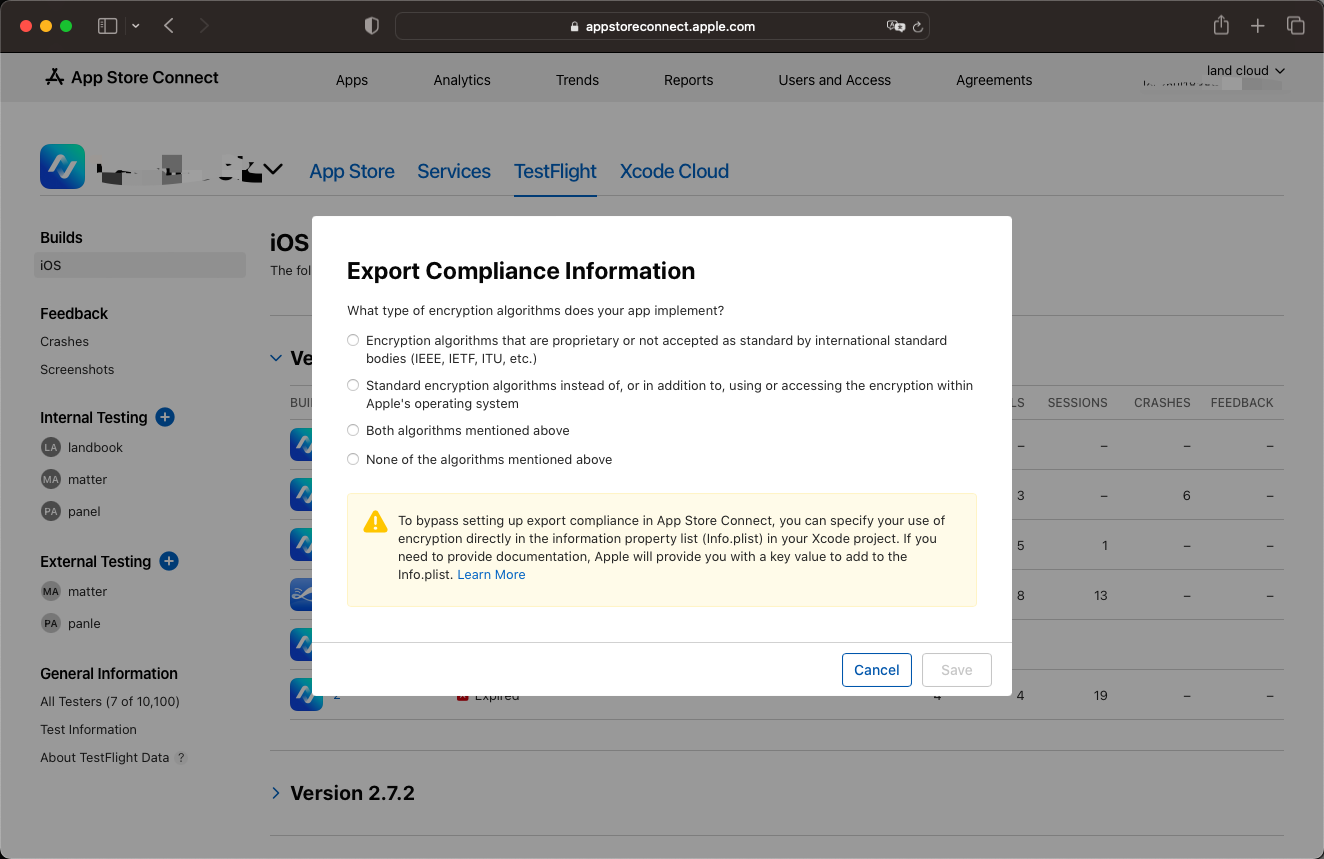 appstoreconnect.apple.com
App Store Connect
Apps
Analytics
Trends
Reports
Users and Access
Agreements
land cloud
App Store
Services
TestFlight
Xcode Cloud
Builds
iOS
Feedback
Crashes
Screenshots
Internal Testing
LA landbook
MA matter
PA panel
External Testing
MA matter
PA panle
General Information
All Testers (7 of 10,100)
Test Information
About TestFlight Data ?
iOS
The fol
Ve
BUI
LS SESSIONS CRASHES FEEDBACK
– – – –
3 – 6 –
5 1 – –
8 13 – –
2 Expired 4 4 19 – –
Version 2.7.2
Export Compliance Information
What type of encryption algorithms does your app implement?
Encryption algorithms that are proprietary or not accepted as standard by international standard
bodies (IEEE, IETF, ITU, etc.)
Standard encryption algorithms instead of, or in addition to, using or accessing the encryption within
Apple's operating system
Both algorithms mentioned above
None of the algorithms mentioned above
To bypass setting up export compliance in App Store Connect, you can specify your use of
encryption directly in the information property list (Info.plist) in your Xcode project. If you
need to provide documentation, Apple will provide you with a key value to add to the
Info.plist. Learn More
Cancel
Save